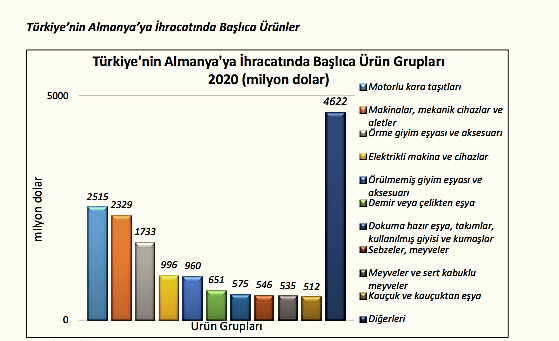 Türkiye'nin Almanya'ya İhracatında Başlıca Ürünler
Türkiye'nin Almanya'ya İhracatında Başlıca Ürün Grupları
2020 (milyon dolar)
5000
0
milyon dolar
2515
2329
1733
996
960
651
575
546
535
512
4622
Ürün Grupları
Motorlu kara taşıtları
Makinalar, mekanik cihazlar ve
aletler
Örme giyim eşyası ve aksesuarı
Elektrikli makina ve cihazlar
Örülmemiş giyim eşyası ve
aksesuarı
Demir veya çelikten eşya
Dokuma hazır eşya, takımlar,
kullanılmış giyisi ve kumaşlar
Sebzeler, meyveler
Meyveler ve sert kabuklu
meyveler
Kauçuk ve kauçuktan eşya
Diğerleri